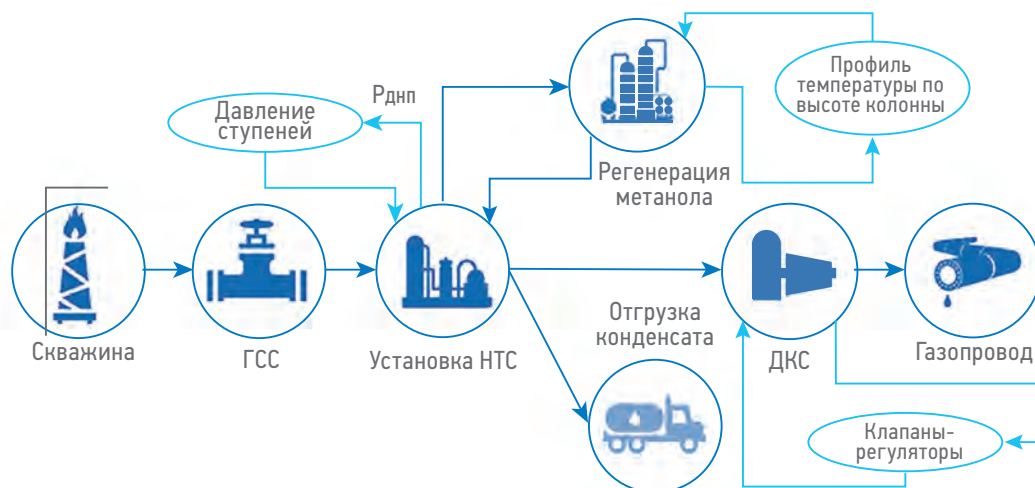 Профиль
температуры по
высоте колонны
Рднп
Давление
ступеней
Регенерация
метанола
Отгрузка
конденсата
Скважина
ГСС
Установка НТС
ДКС
Газопровод
Клапаны-
регуляторы